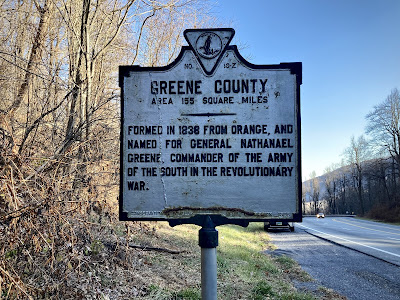 NO. 10-Z
GREENE COUNTY
AREA 155 SQUARE MILES
FORMED IN 1838 FROM ORANGE, AND
NAMED FOR GENERAL NATHANAEL
GREENE, COMMANDER OF THE ARMY
OF THE SOUTH IN THE REVOLUTIONARY
WAR.